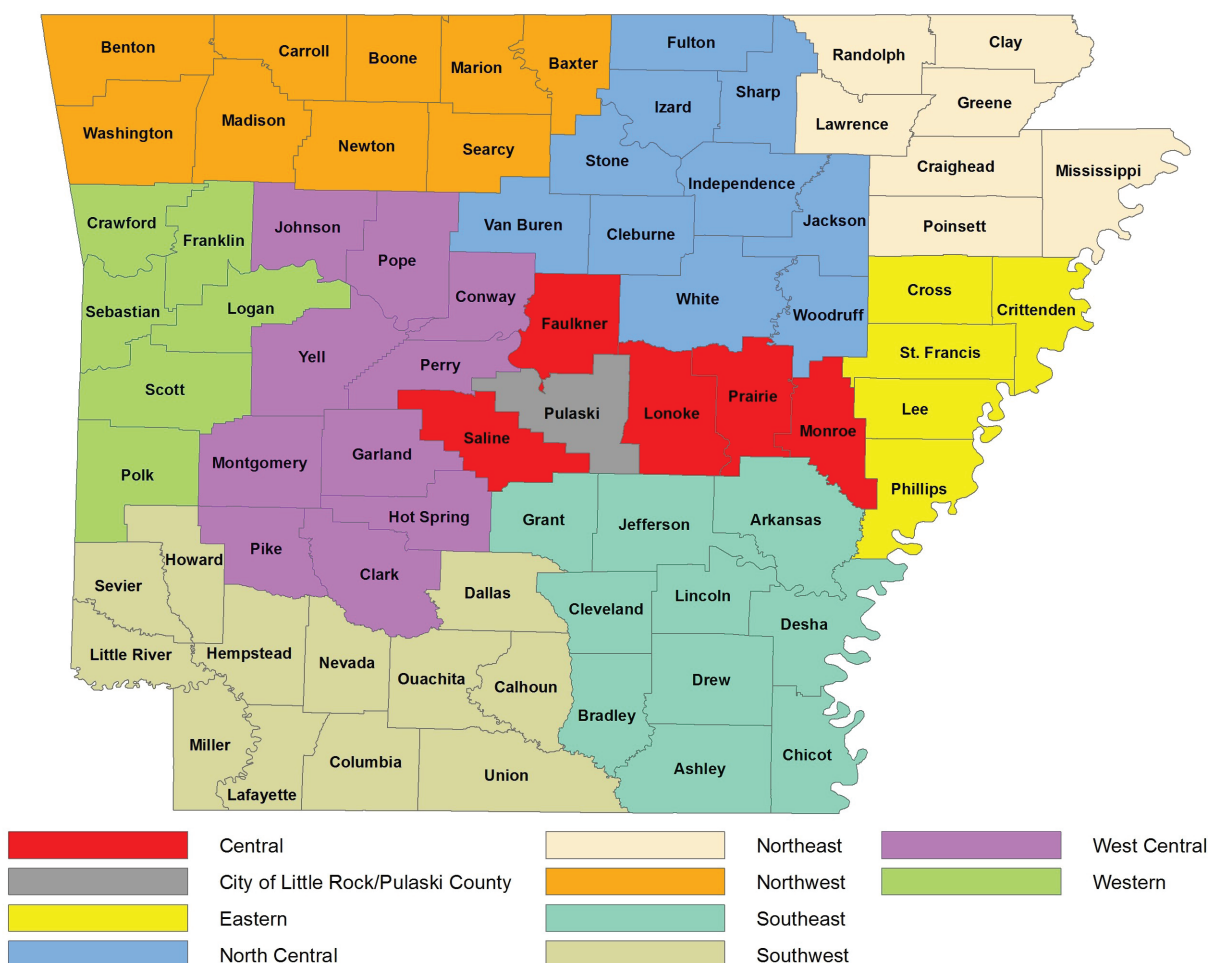 Benton
Carroll
Boone
Marion
Baxter
Fulton
Randolph
Clay
Washington
Madison
Newton
Searcy
Izard
Sharp
Lawrence
Greene
Stone
Independence
Craighead
Mississippi
Crawford
Franklin
Johnson
Pope
Van Buren
Cleburne
Jackson
Poinsett
Sebastian
Logan
Conway
Faulkner
White
Woodruff
Cross
Crittenden
Scott
Yell
Perry
Pulaski
Lonoke
Prairie
Monroe
St. Francis
Lee
Polk
Montgomery
Garland
Saline
Phillips
Hot Spring
Grant
Jefferson
Arkansas
Sevier
Howard
Pike
Clark
Dallas
Cleveland
Lincoln
Desha
Little River
Hempstead
Nevada
Ouachita
Calhoun
Bradley
Drew
Miller
Lafayette
Columbia
Union
Ashley
Chicot
Central
City of Little Rock/Pulaski County
Eastern
North Central
Northeast
Northwest
Southeast
Southwest
West Central
Western